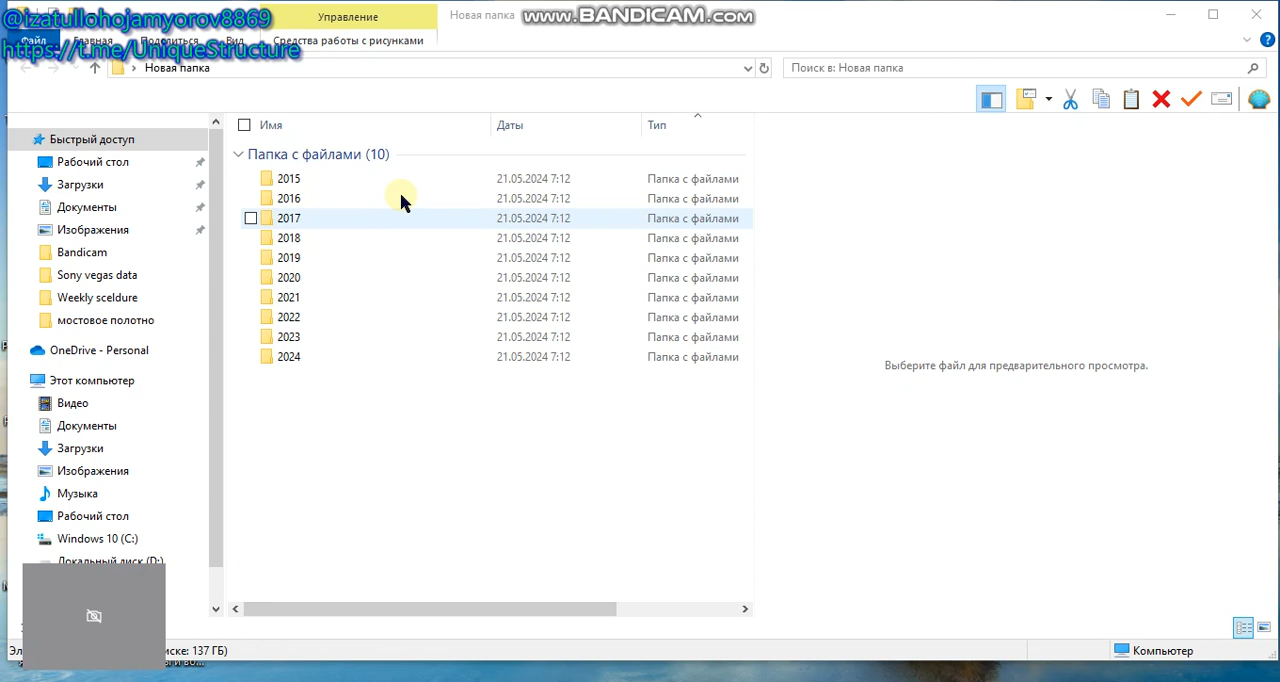 @izatullohojamyorov8869
https://t.me/UniqueStructure
Управление
Новая папка
www.BANDICAM.com
Файл
Главная
Поделиться
Вид
Средства работы с рисунками
Новая папка
Поиск в: Новая папка
Быстрый доступ
Рабочий стол
Загрузки
Документы
Изображения
Bandicam
Sony vegas data
Weekly sceldure
мостовое полотно
OneDrive - Personal
Этот компьютер
Видео
Документы
Загрузки
Изображения
Музыка
Рабочий стол
Windows 10 (C:)
Локальный диск (D:)
Имя Даты Тип
Папка с файлами (10)
2015 21.05.2024 7:12 Папка с файлами
2016 21.05.2024 7:12 Папка с файлами
2017 21.05.2024 7:12 Папка с файлами
2018 21.05.2024 7:12 Папка с файлами
2019 21.05.2024 7:12 Папка с файлами
2020 21.05.2024 7:12 Папка с файлами
2021 21.05.2024 7:12 Папка с файлами
2022 21.05.2024 7:12 Папка с файлами
2023 21.05.2024 7:12 Папка с файлами
2024 21.05.2024 7:12 Папка с файлами
Выберите файл для предварительного просмотра.
137 ГБ)
Компьютер